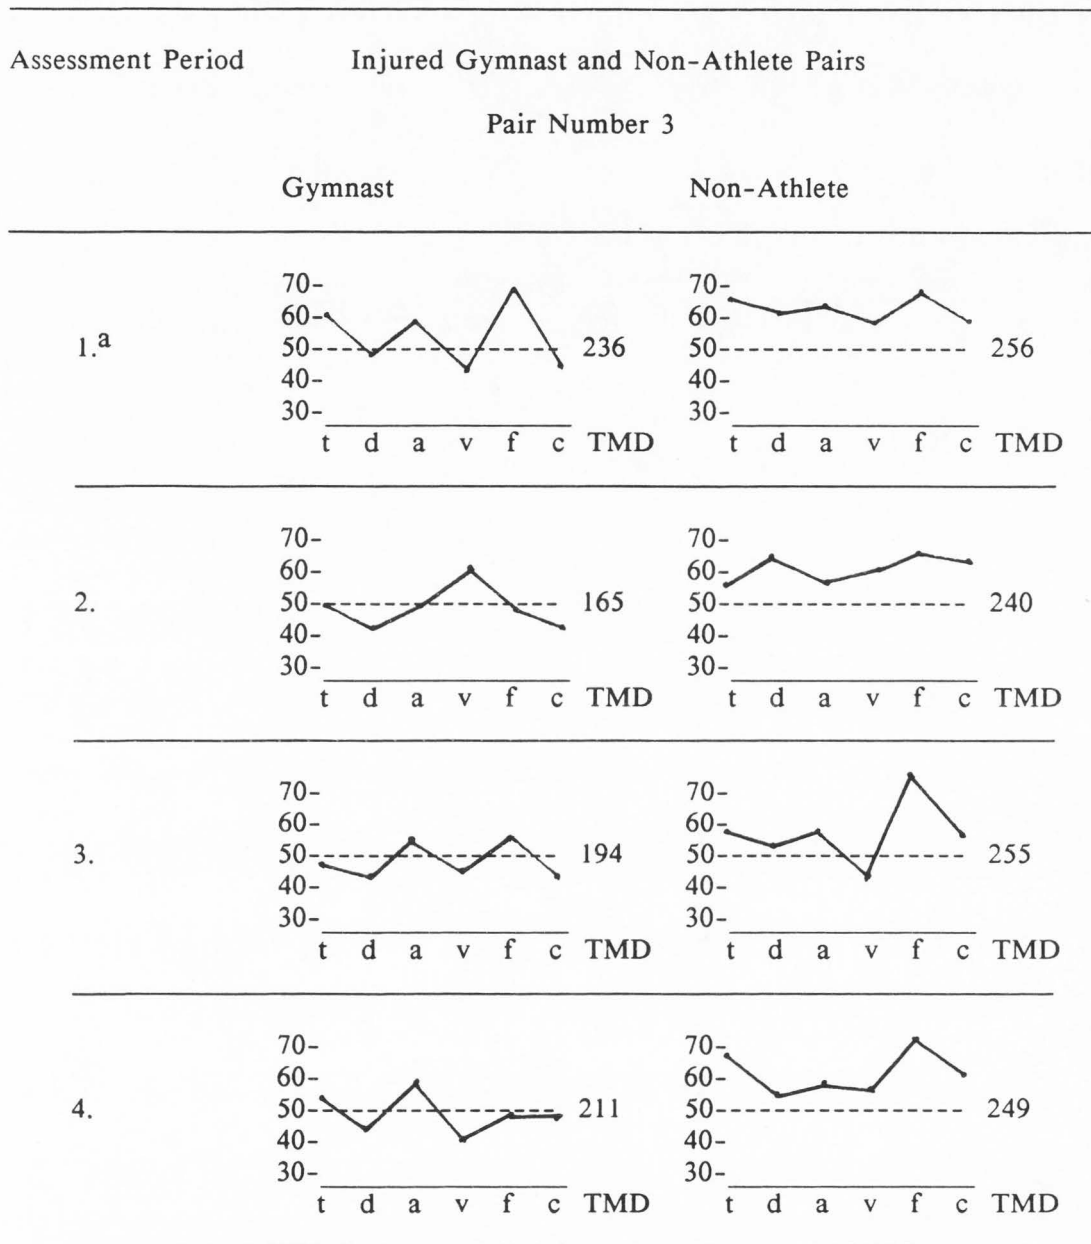 Assessment Period Injured Gymnast and Non-Athlete Pairs
Pair Number 3
Gymnast Non-Athlete
70- 70-
60- 60-
1.a 50- 236 50- 256
40- 40-
30- 30-
t d a v f c TMD t d a v f c TMD
70- 70-
60- 60-
2. 50- 165 50- 240
40- 40-
30- 30-
t d a v f c TMD t d a v f c TMD
70- 70-
60- 60-
3. 50- 194 50- 255
40- 40-
30- 30-
t d a v f c TMD t d a v f c TMD
70- 70-
60- 60-
4. 50- 211 50- 249
40- 40-
30- 30-
t d a v f c TMD t d a v f c TMD